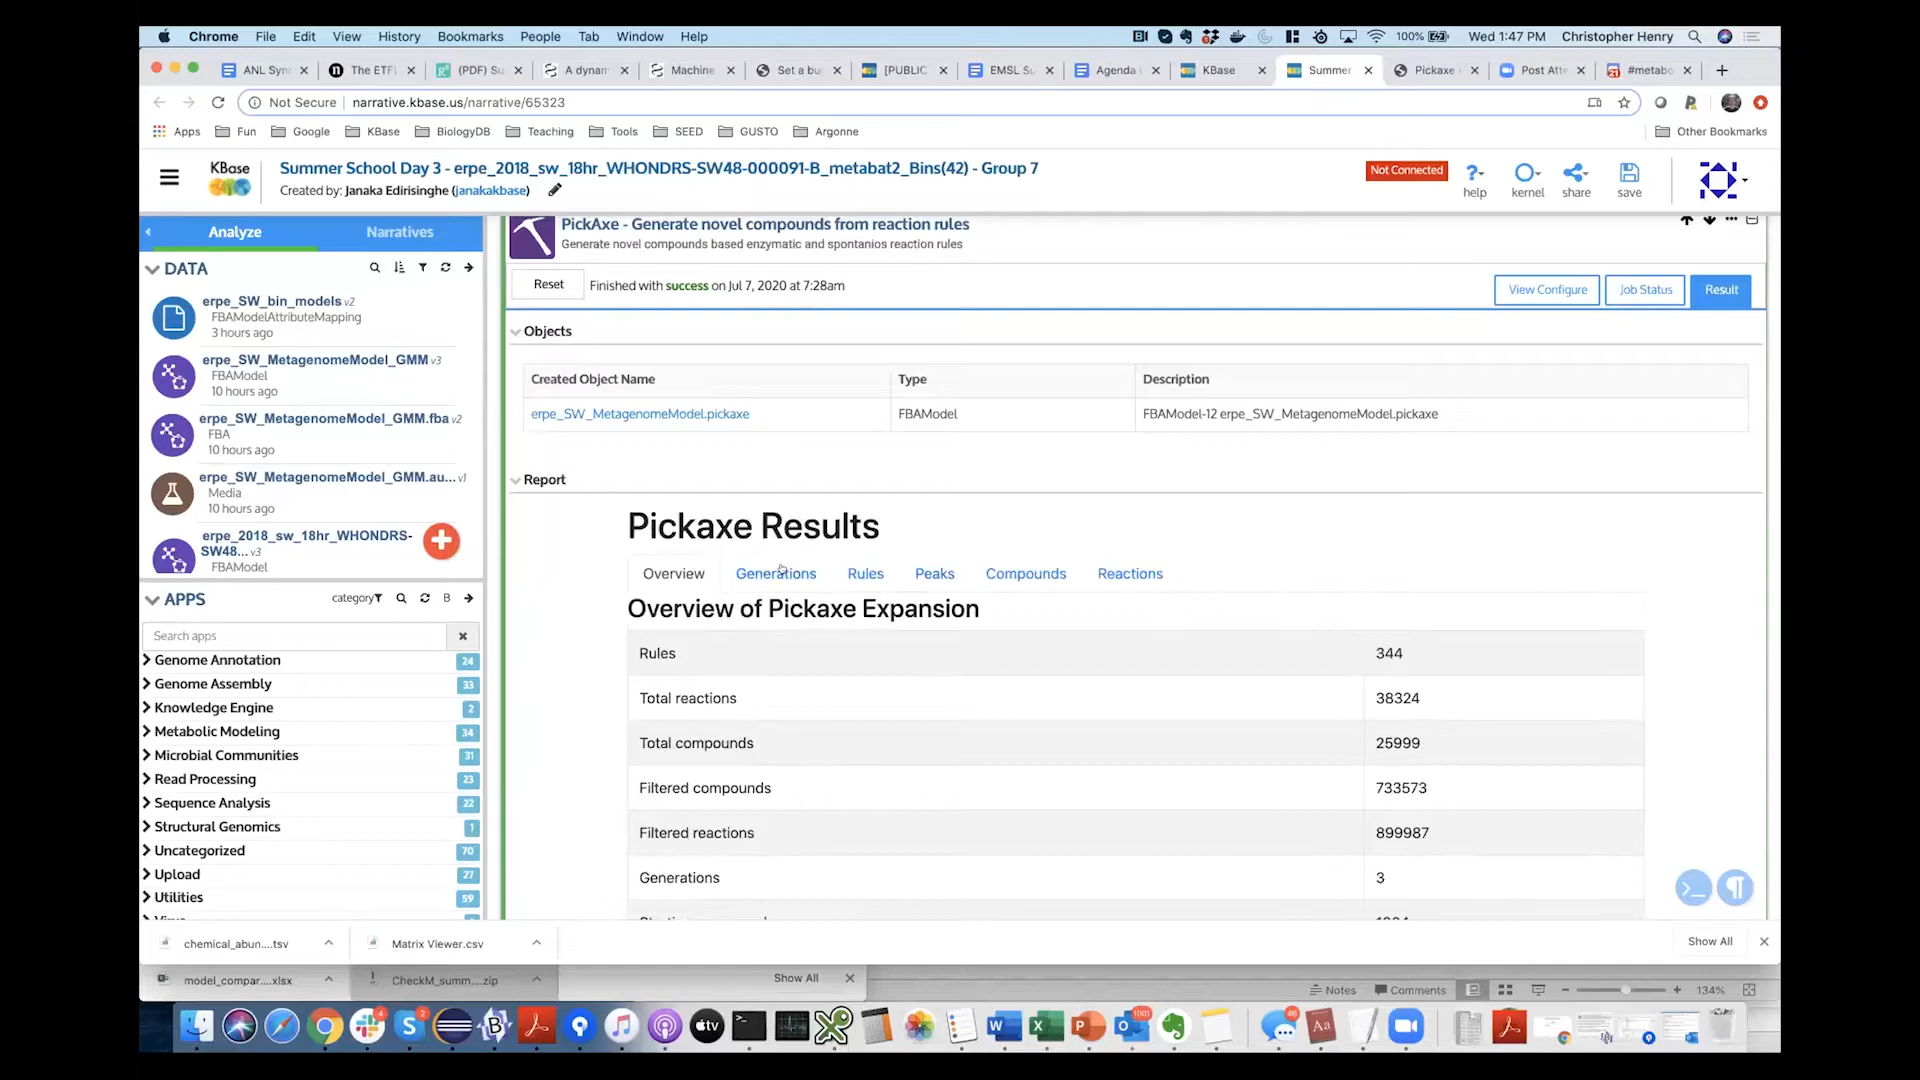 Chrome File Edit View History Bookmarks People Tab Window Help
100% Wed 1:47 PM Christopher Henry
ANL Syn The ETFL (PDF) Su A dynam Machine Set a bu [PUBLIC EMSL Su Agenda KBase Summer Pickaxe Post Atte #metabo
Not Secure narrative.kbase.us/narrative/65323
Apps Fun Google KBase BiologyDB Teaching Tools SEED GUSTO Argonne Other Bookmarks
KBase
Summer School Day 3 - erpe_2018_sw_18hr_WHONDRS-SW48-000091-B_metabat2_Bins(42) - Group 7
Created by: Janaka Edirisinghe (janakakbase)
Not Connected
help kernel share save
Analyze Narratives
DATA
erpe_SW_bin_models v2
FBAModelAttributeMapping
3 hours ago
erpe_SW_MetagenomeModel_GMM v3
FBAModel
10 hours ago
erpe_SW_MetagenomeModel_GMM.fba v2
FBA
10 hours ago
erpe_SW_MetagenomeModel_GMM.au... v1
Media
10 hours ago
erpe_2018_sw_18hr_WHONDRS-
SW48... v3
FBAModel
APPS
category B
Search apps
Genome Annotation 24
Genome Assembly 33
Knowledge Engine 2
Metabolic Modeling 34
Microbial Communities 31
Read Processing 23
Sequence Analysis 22
Structural Genomics 1
Uncategorized 70
Upload 27
Utilities 59
PickAxe - Generate novel compounds from reaction rules
Generate novel compounds based enzymatic and spontanios reaction rules
Reset Finished with success on Jul 7, 2020 at 7:28am
View Configure Job Status Result
Objects
Created Object Name Type Description
erpe_SW_MetagenomeModel.pickaxe FBAModel FBAModel-12 erpe_SW_MetagenomeModel.pickaxe
Report
Pickaxe Results
Overview Generations Rules Peaks Compounds Reactions
Overview of Pickaxe Expansion
Rules 344
Total reactions 38324
Total compounds 25999
Filtered compounds 733573
Filtered reactions 899987
Generations 3
chemical_abun....tsv Matrix Viewer.csv Show All
model_compar....xlsx CheckM_summ....zip Show All
Notes Comments 134%